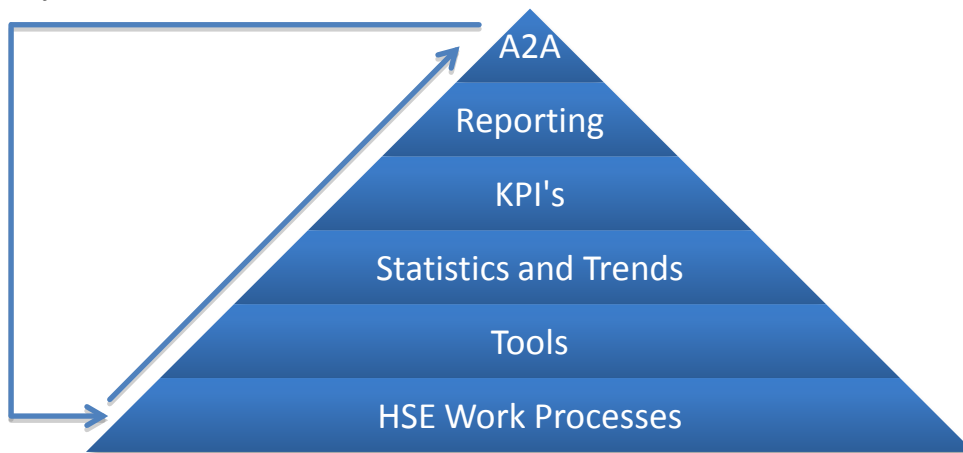 A2A
Reporting
KPI's
Statistics and Trends
Tools
HSE Work Processes